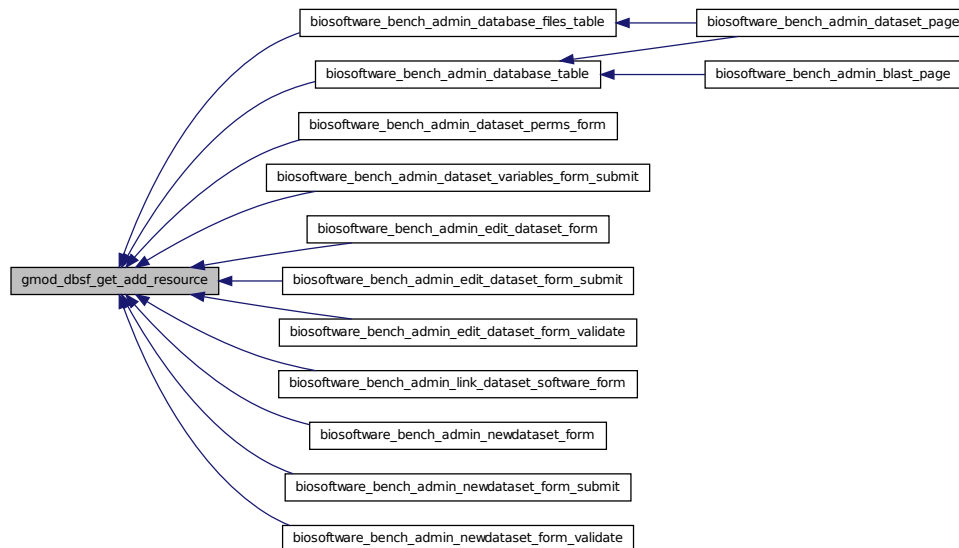 biosoftware_bench_admin_database_files_table
biosoftware_bench_admin_dataset_page
biosoftware_bench_admin_database_table
biosoftware_bench_admin_blast_page
biosoftware_bench_admin_dataset_perms_form
biosoftware_bench_admin_dataset_variables_form_submit
biosoftware_bench_admin_edit_dataset_form
gmod_dbsf_get_add_resource
biosoftware_bench_admin_edit_dataset_form_submit
biosoftware_bench_admin_edit_dataset_form_validate
biosoftware_bench_admin_link_dataset_software_form
biosoftware_bench_admin_newdataset_form
biosoftware_bench_admin_newdataset_form_submit
biosoftware_bench_admin_newdataset_form_validate